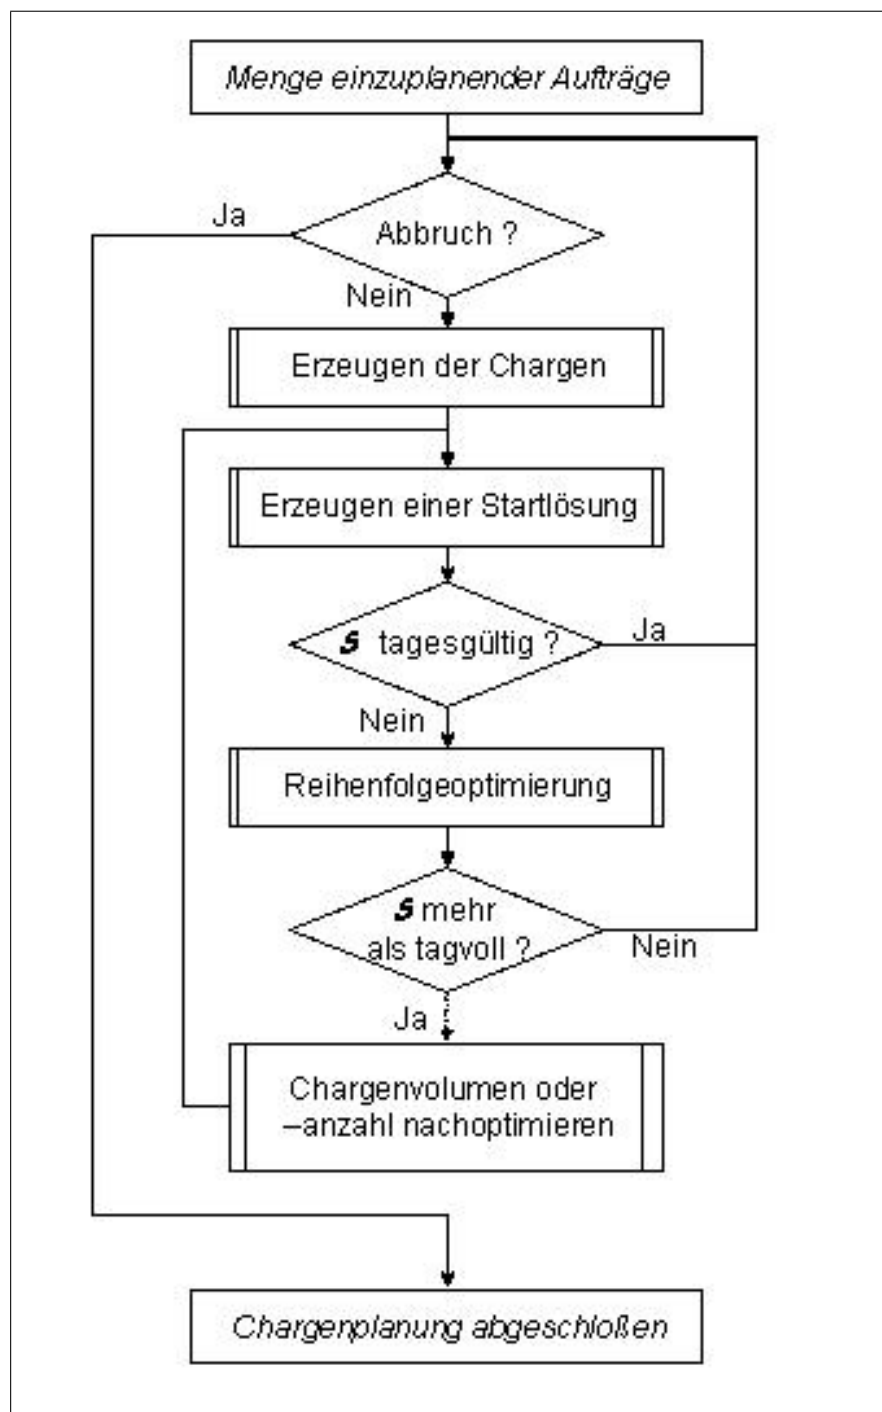 Menge einzuplanender Aufträge
Ja
Abbruch ?
Nein
Erzeugen der Chargen
Erzeugen einer Startlösung
S tagesgültig ?
Ja
Nein
Reihenfolgeoptimierung
S mehr
als tagvoll ?
Nein
Ja
Chargenvolumen oder
–anzahl nachoptimieren
Chargenplanung abgeschloßen